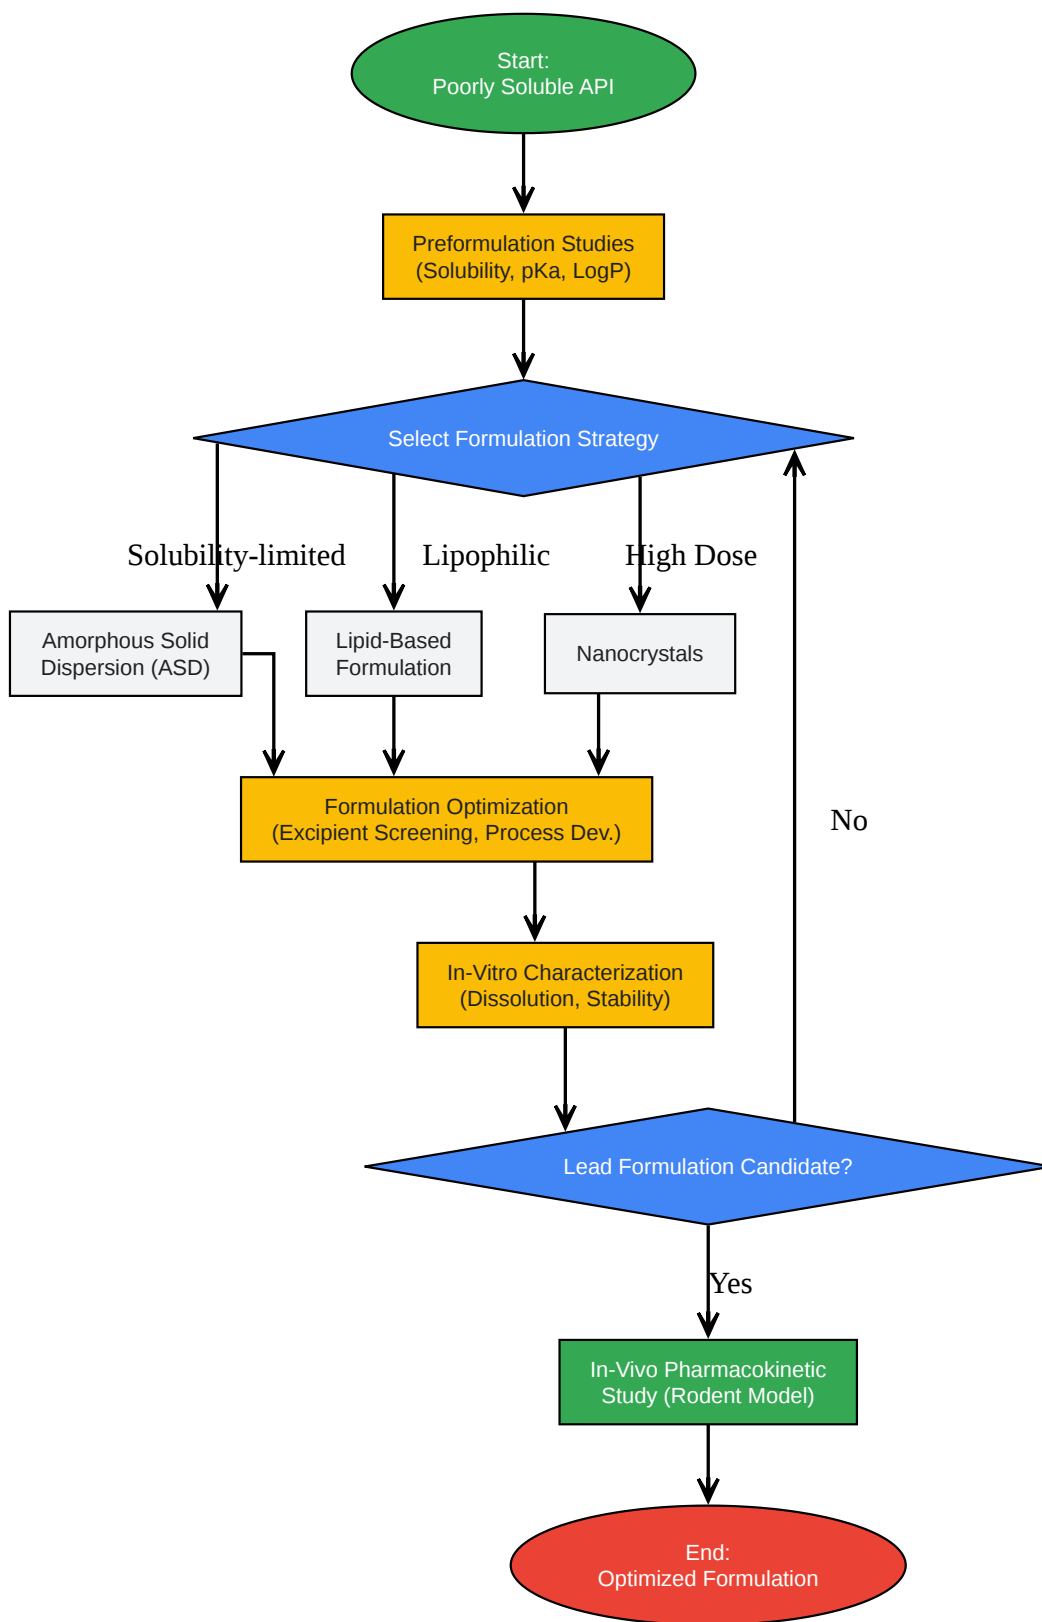 Start:
Poorly Soluble API
Preformulation Studies
(Solubility, pKa, LogP)
Select Formulation Strategy
Solubility-limited
Lipophilic
High Dose
Amorphous Solid
Dispersion (ASD)
Lipid-Based
Formulation
Nanocrystals
Formulation Optimization
(Excipient Screening, Process Dev.)
No
In-Vitro Characterization
(Dissolution, Stability)
Lead Formulation Candidate?
Yes
In-Vivo Pharmacokinetic
Study (Rodent Model)
End:
Optimized Formulation